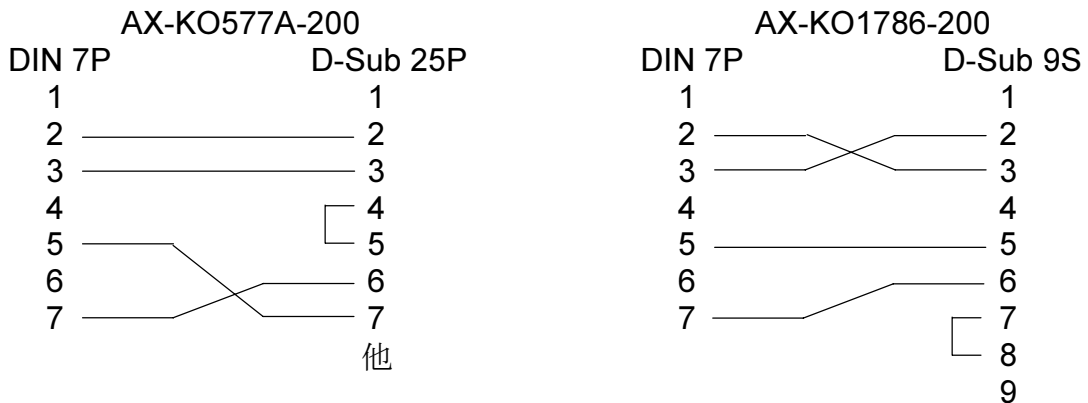 AX-KO577A-200 AX-KO1786-200
DIN 7P D-Sub 25P DIN 7P D-Sub 9S
1 1 1 1
2 2 2 2
3 3 3 3
4 4 4 4
5 5 5 5
6 6 6 6
7 7 7 7
他 8
9